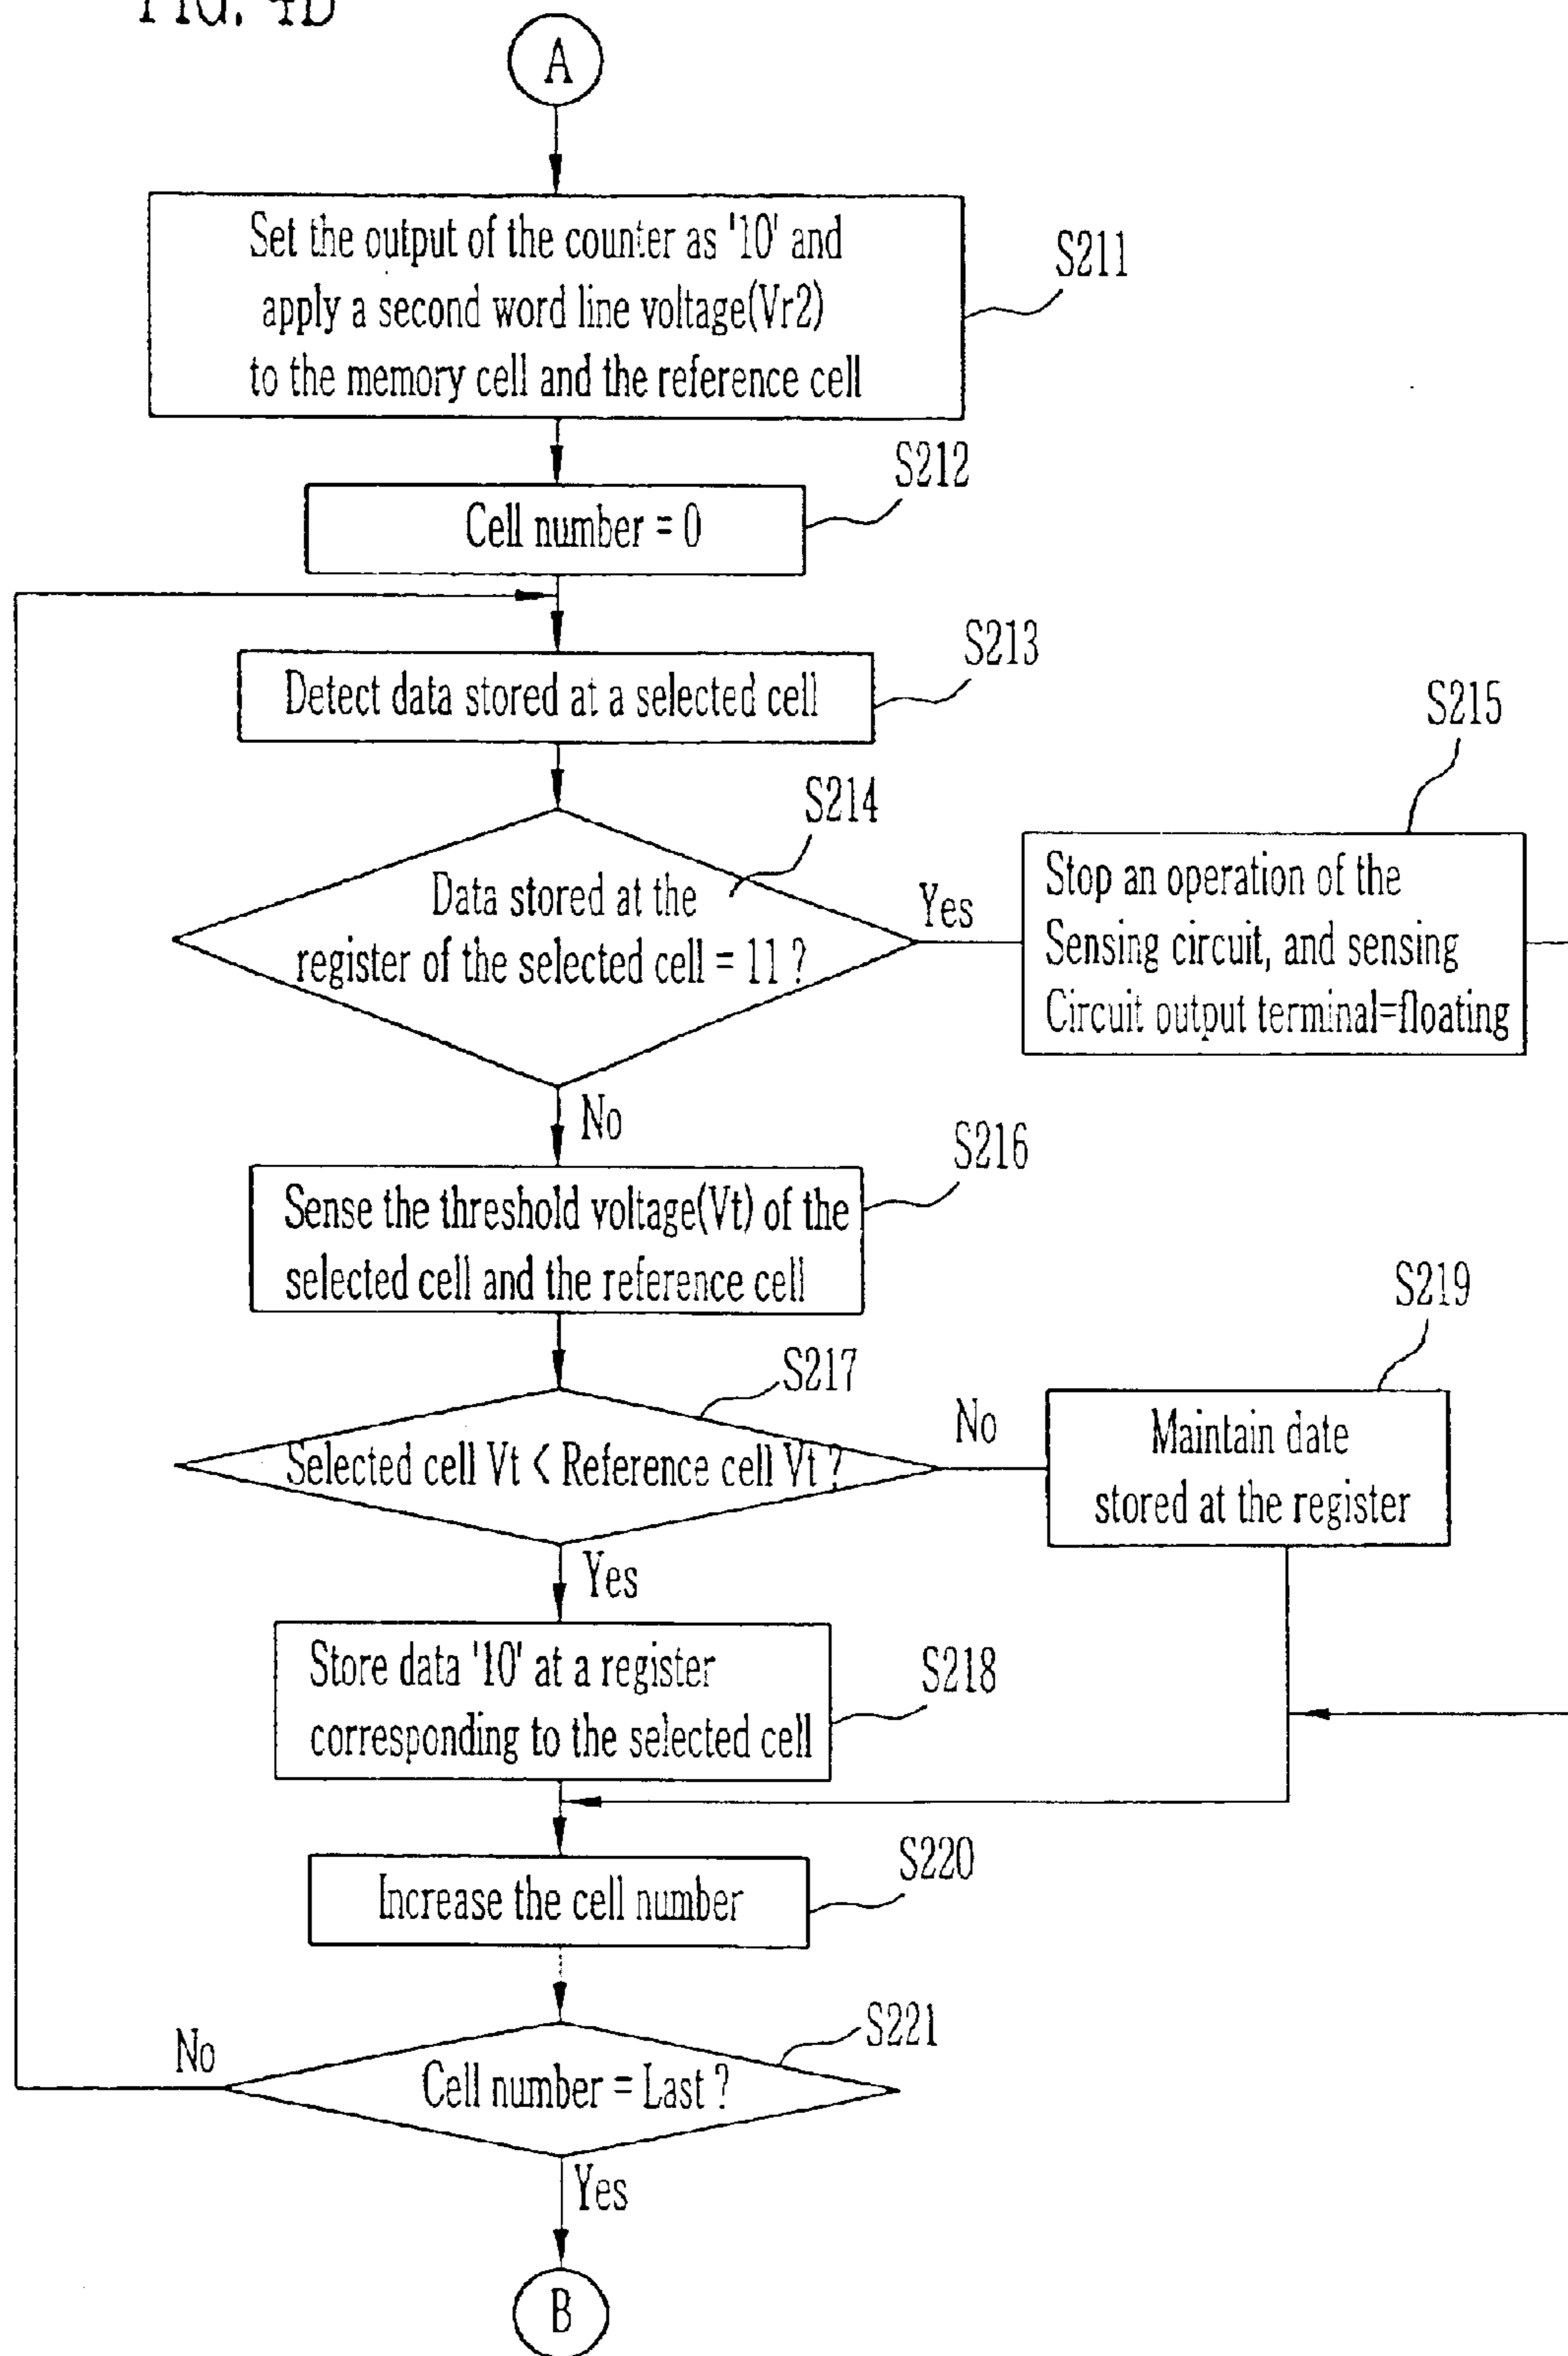 FIG. 4B
A
Set the output of the counter as '10' and
apply a second word line voltage(Vr2)
to the memory cell and the reference cell
S211
S212
Cell number = 0
S213
Detect data stored at a selected cell
S214
S215
Data stored at the
register of the selected cell = 11 ?
Yes
Stop an operation of the
Sensing circuit, and sensing
Circuit output terminal=floating
No
S216
Sense the threshold voltage(Vt) of the
selected cell and the reference cell
S217
S219
Selected cell Vt < Reference cell Vt ?
No
Maintain date
stored at the register
Yes
Store data '10' at a register
corresponding to the selected cell
S218
S220
Increase the cell number
S221
No
Cell number = Last ?
Yes
B